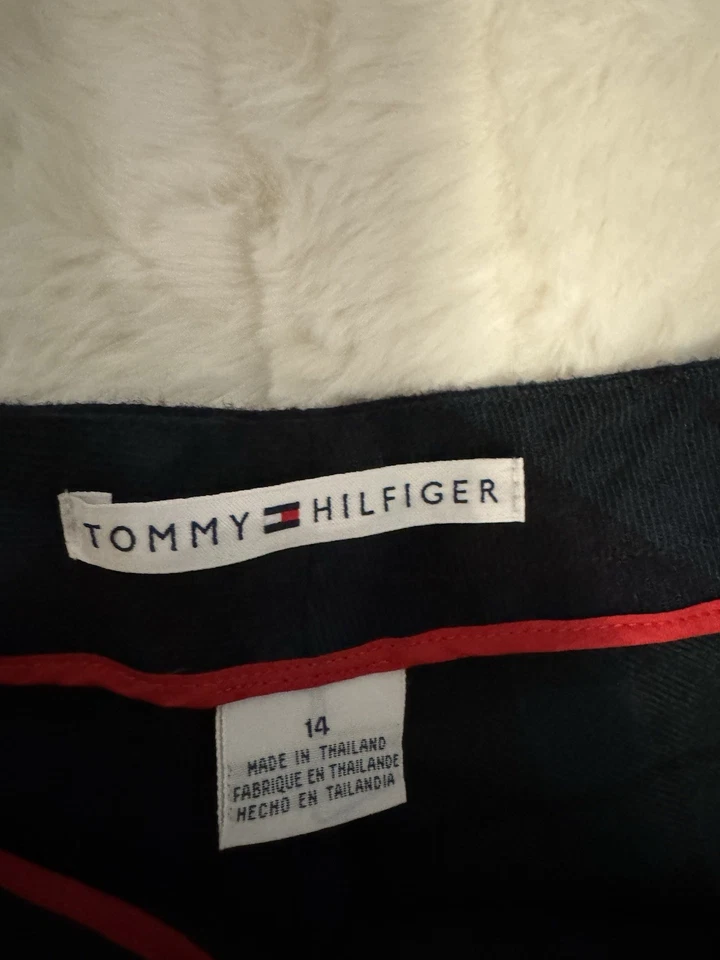 TOMMY HILFIGER
14
MADE IN THAILAND
FABRIQUE EN THAILANDE
HECHO EN TAILANDIA